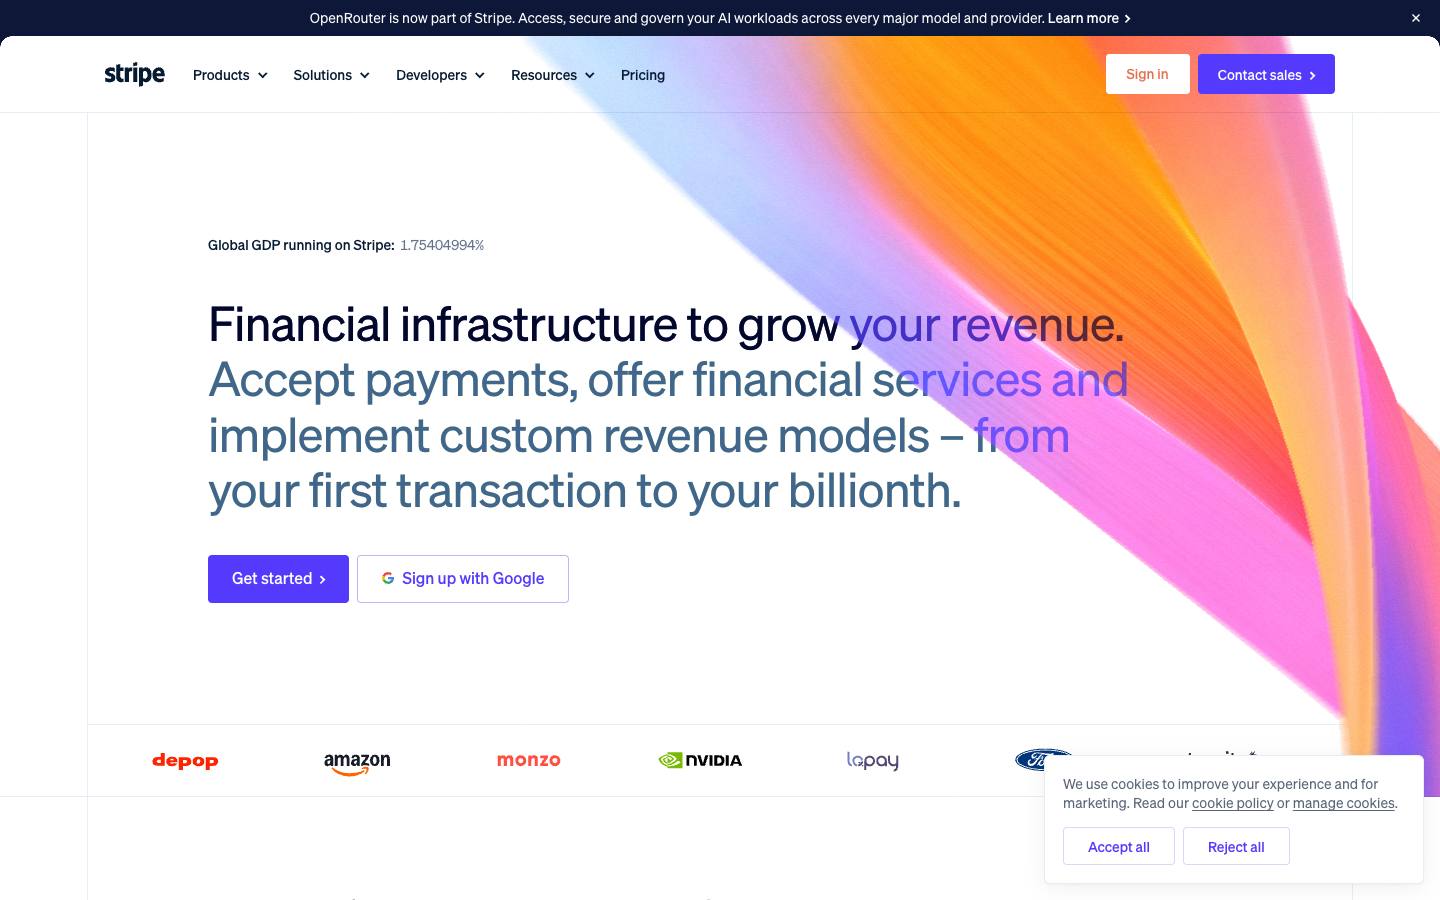 OpenRouter is now part of Stripe. Access, secure and govern your AI workloads across every major model and provider. Learn more
stripe
Products
Solutions
Developers
Resources
Pricing
Sign in
Contact sales
Global GDP running on Stripe: 1.75404994%
Financial infrastructure to grow your revenue.
Accept payments, offer financial services and
implement custom revenue models – from
your first transaction to your billionth.
Get started
Sign up with Google
depop
amazon
monzo
NVIDIA
lopay
We use cookies to improve your experience and for
marketing. Read our cookie policy or manage cookies.
Accept all
Reject all